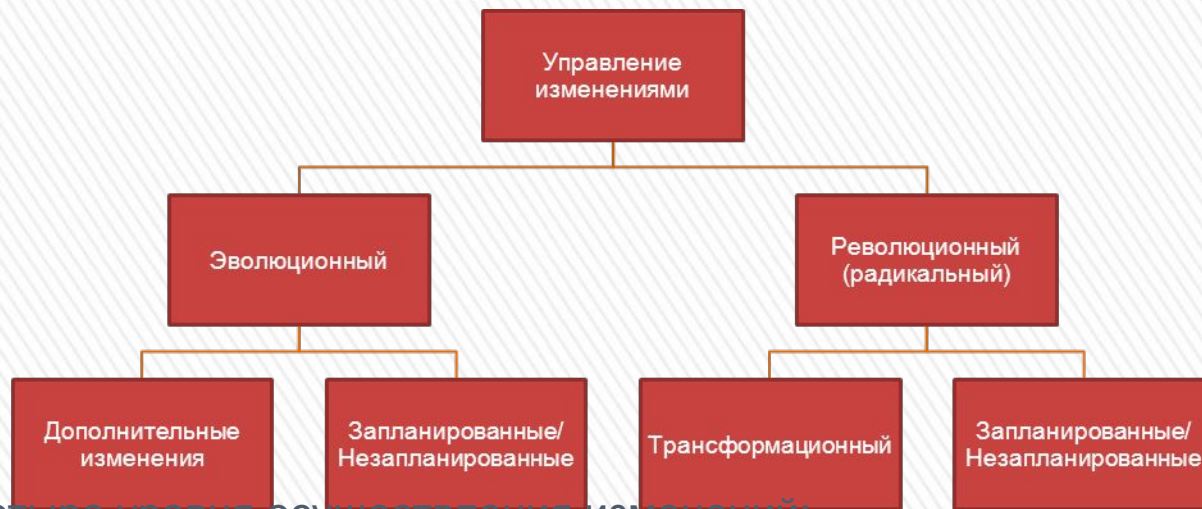 Управление
изменениями
Эволюционный
Революционный
(радикальный)
Дополнительные
изменения
Запланированные/
Незапланированные
Трансформационный
Запланированные/
Незапланированные